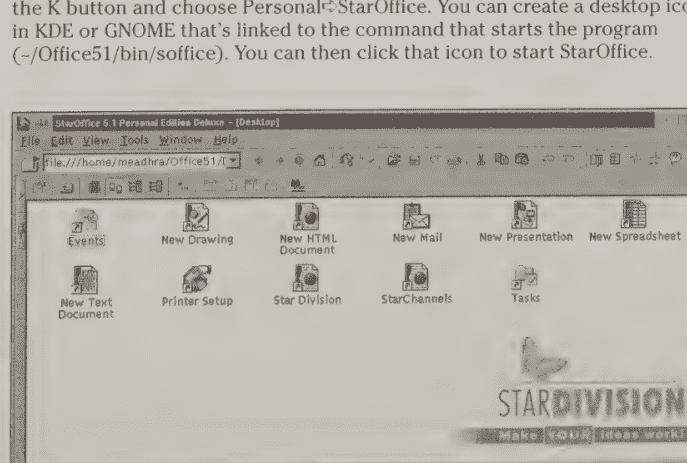 the K button and choose Personal➪StarOffice. You can create a desktop ico
in KDE or GNOME that's linked to the command that starts the program
(~/Office51/bin/soffice). You can then click that icon to start StarOffice.
StarOffice 5.1 Personal Edition Deluxe - [Desktop]
File Edit View Tools Window Help
file:///home/meadhra/Office51/D
Events New Drawing New HTML Document New Mail New Presentation New Spreadsheet
New Text Document Printer Setup Star Division StarChannels Tasks
STARDIVISION
Make YOUR ideas work!